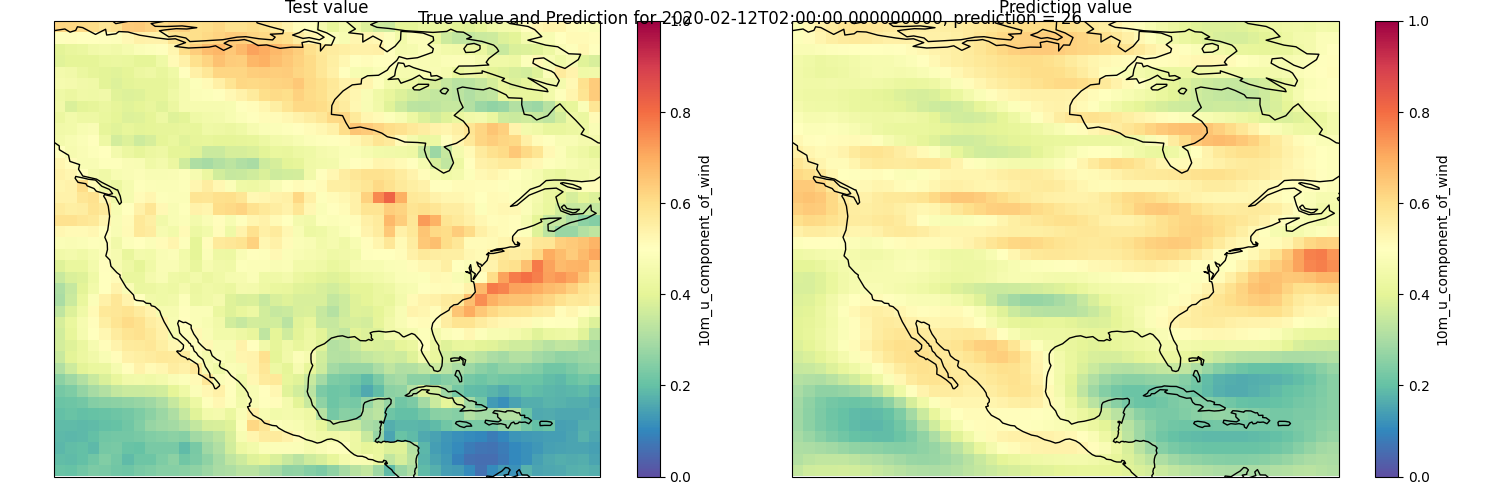 Test value
Prediction value
True value and Prediction for 2020-02-12T02:00:00.000000000, prediction = 26
1.0
0.8
0.6
0.4
0.2
0.0
10m_u_component_of_wind
1.0
0.8
0.6
0.4
0.2
0.0
10m_u_component_of_wind